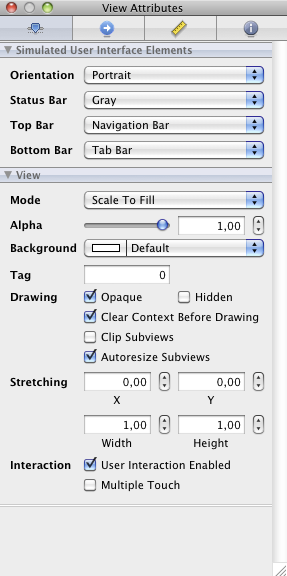 View Attributes
Simulated User Interface Elements
Orientation Portrait
Status Bar Gray
Top Bar Navigation Bar
Bottom Bar Tab Bar
View
Mode Scale To Fill
Alpha 1,00
Background Default
Tag 0
Drawing Opaque Hidden
Clear Context Before Drawing
Clip Subviews
Autoresize Subviews
Stretching 0,00 0,00
X Y
1,00 1,00
Width Height
Interaction User Interaction Enabled
Multiple Touch